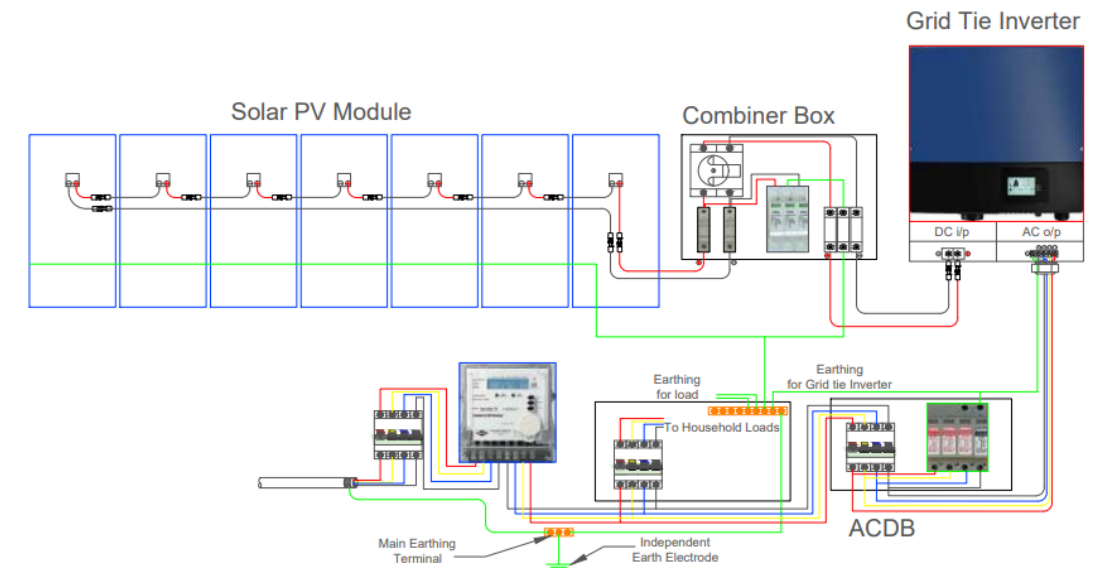 Grid Tie Inverter
Solar PV Module
Combiner Box
DC i/p
AC o/p
Earthing
for load
Earthing
for Grid tie Inverter
To Household Loads
ACDB
Main Earthing
Terminal
Independent
Earth Electrode